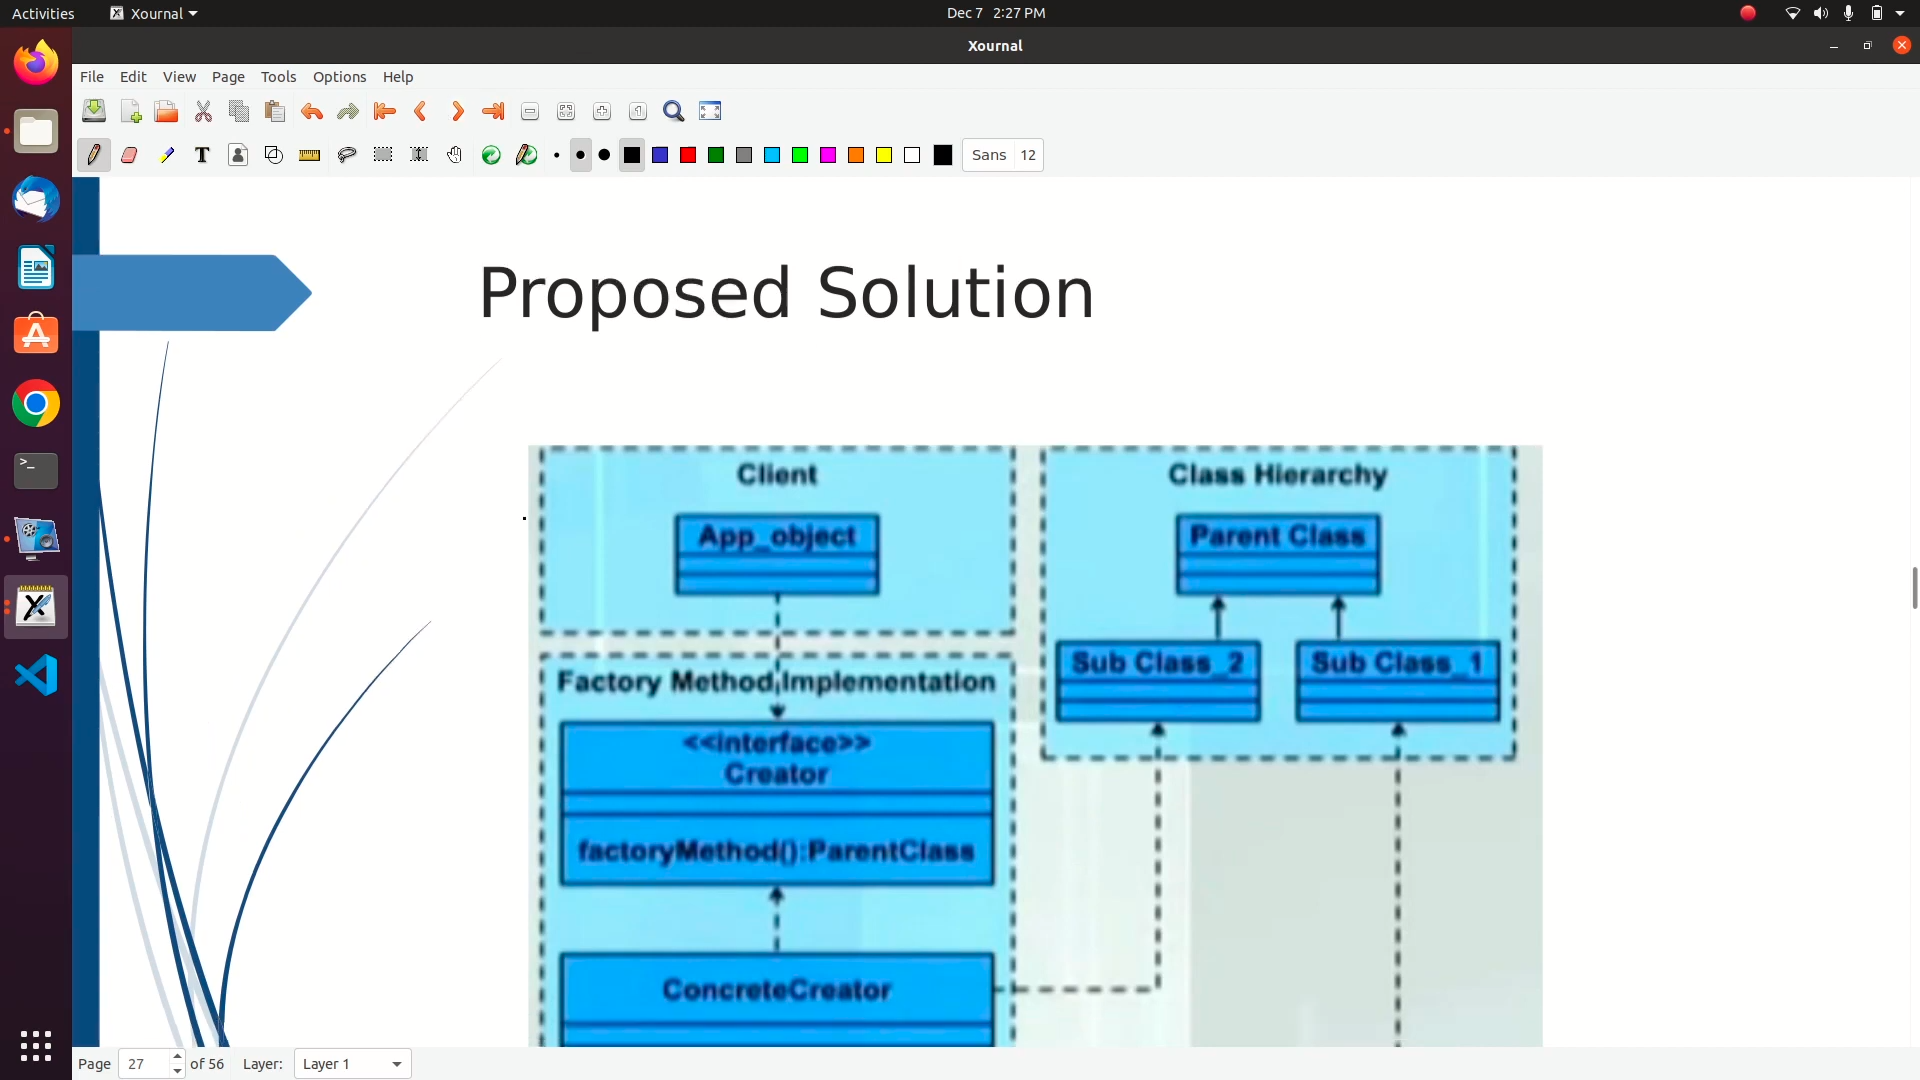 Activities
Xournal
Dec 7 2:27 PM
Xournal
File Edit View Page Tools Options Help
T
Sans 12
Proposed Solution
Client
App_object
Class Hierarchy
Parent Class
Sub Class_2
Sub Class_1
Factory Method Implementation
<<interface>>
Creator
factoryMethod():ParentClass
ConcreteCreator
Page 27 of 56 Layer: Layer 1